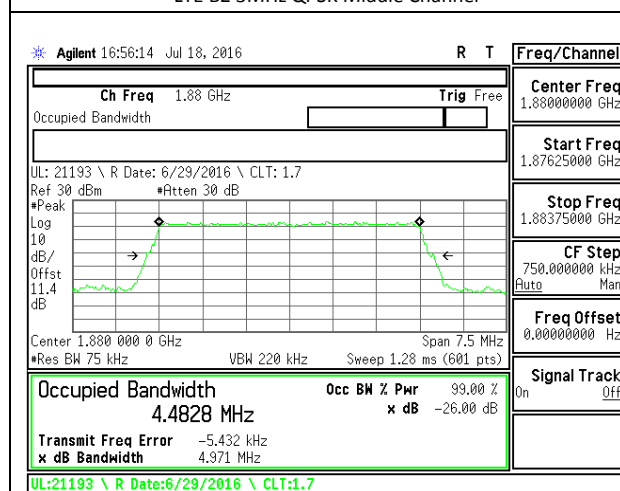 Agilent 16:56:14 Jul 18, 2016 R T
Ch Freq 1.88 GHz Trig Free
Occupied Bandwidth
UL: 21193 \ R Date: 6/29/2016 \ CLT: 1.7
Ref 30 dBm #Atten 30 dB
#Peak
Log
10
dB/
Offst
11.4
dB
Center 1.880 000 0 GHz Span 7.5 MHz
#Res BW 75 kHz VBW 220 kHz Sweep 1.28 ms (601 pts)
Occupied Bandwidth Occ BW % Pwr 99.00 %
4.4828 MHz x dB -26.00 dB
Transmit Freq Error -5.432 kHz
x dB Bandwidth 4.971 MHz
UL:21193 \ R Date:6/29/2016 \ CLT:1.7
Freq/Channel
Center Freq
1.88000000 GHz
Start Freq
1.87625000 GHz
Stop Freq
1.88375000 GHz
CF Step
750.000000 kHz
Auto Man
Freq Offset
0.00000000 Hz
Signal Track
On Off